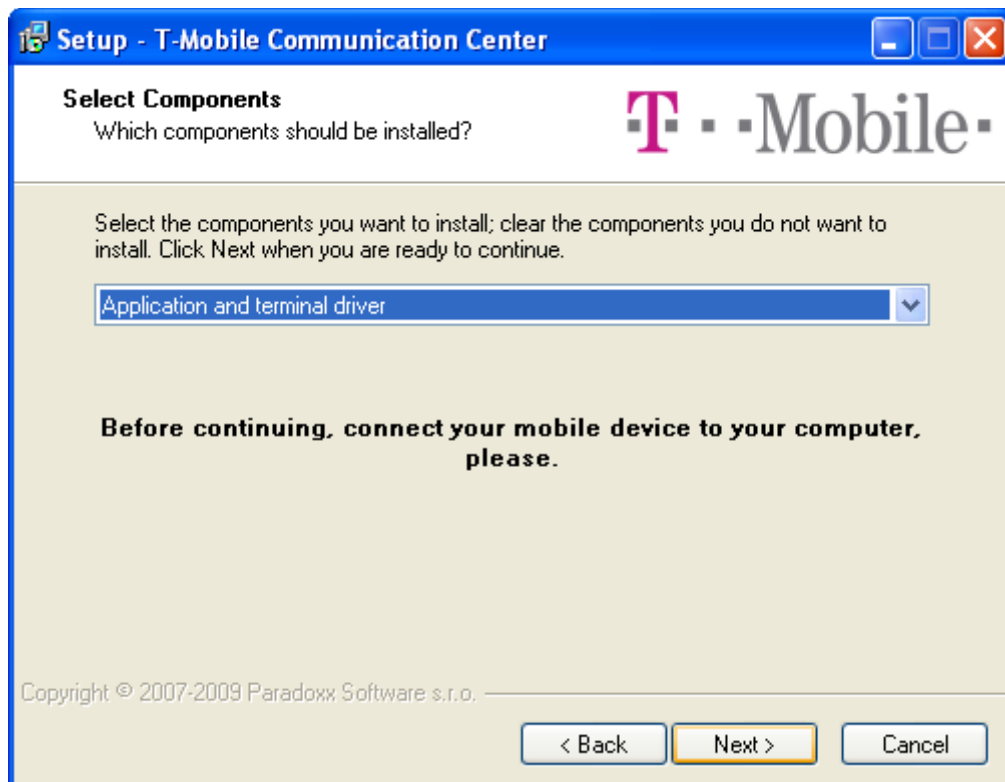 Setup - T-Mobile Communication Center
Select Components
Which components should be installed?
T · · Mobile ·
Select the components you want to install; clear the components you do not want to
install. Click Next when you are ready to continue.
Application and terminal driver
Before continuing, connect your mobile device to your computer,
please.
Copyright © 2007-2009 Paradoxx Software s.r.o.
< Back
Next >
Cancel